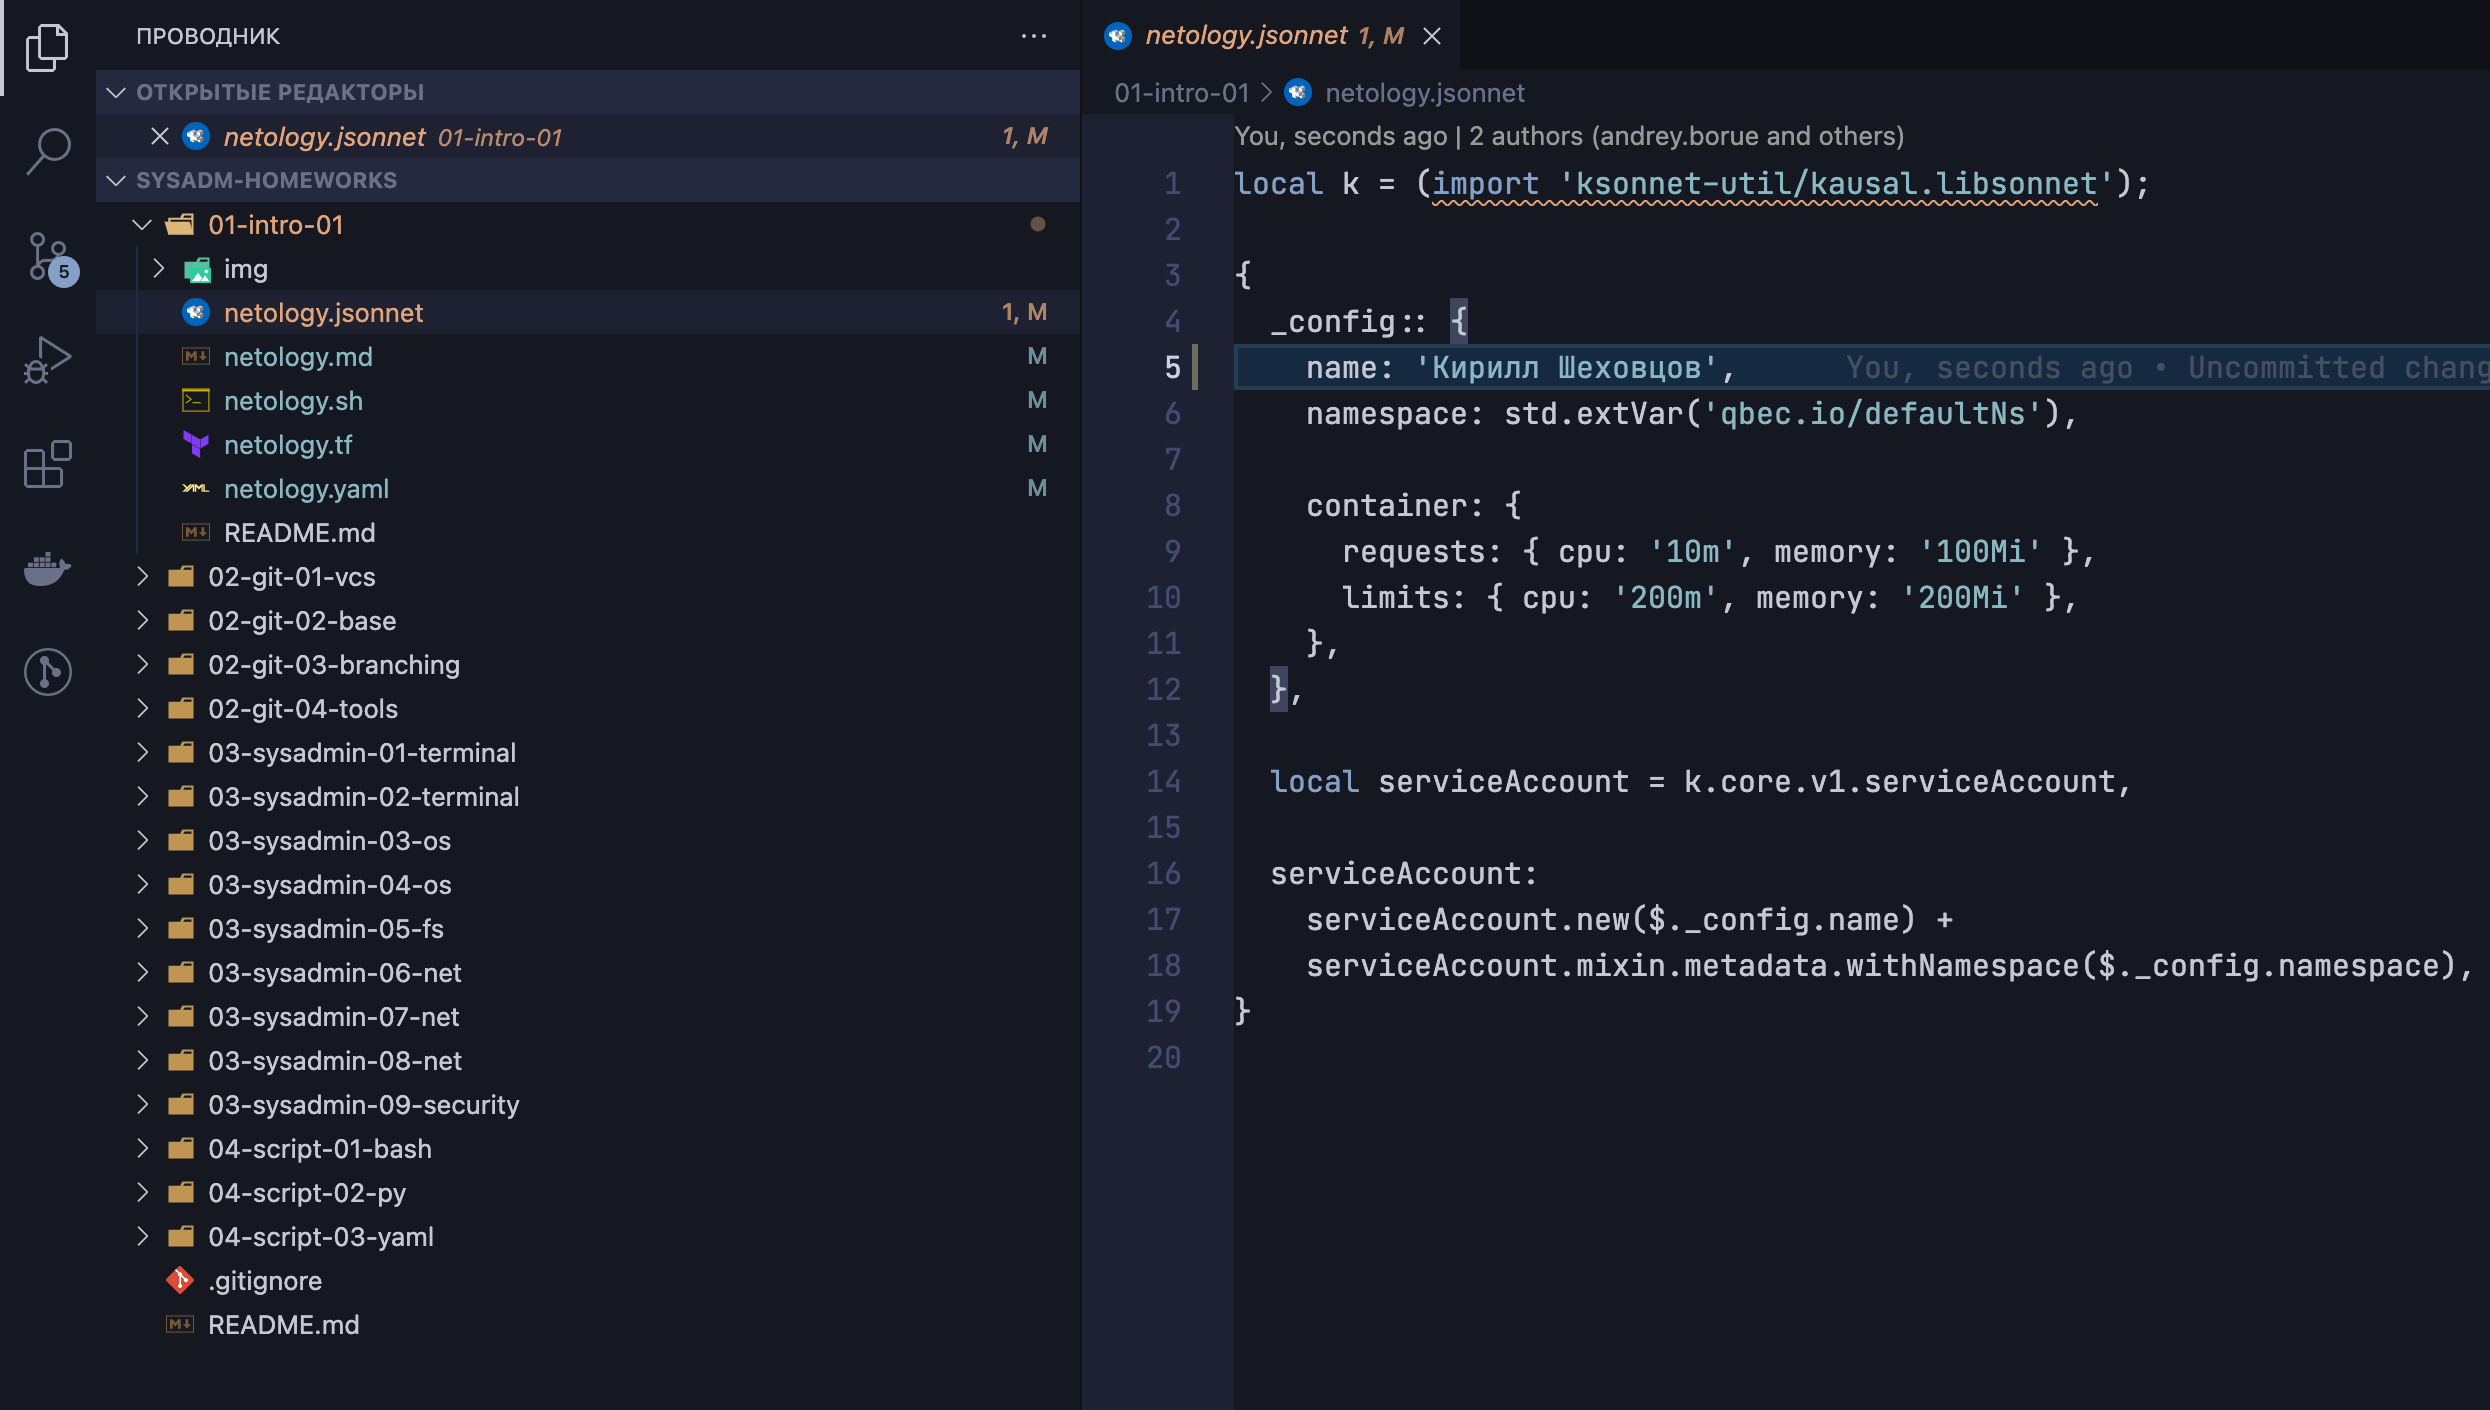 ПРОВОДНИК
ОТКРЫТЫЕ РЕДАКТОРЫ
netology.jsonnet 01-intro-01 1, M
SYSADM-HOMEWORKS
01-intro-01
img
netology.jsonnet 1, M
netology.md M
netology.sh M
netology.tf M
netology.yaml M
README.md
02-git-01-vcs
02-git-02-base
02-git-03-branching
02-git-04-tools
03-sysadmin-01-terminal
03-sysadmin-02-terminal
03-sysadmin-03-os
03-sysadmin-04-os
03-sysadmin-05-fs
03-sysadmin-06-net
03-sysadmin-07-net
03-sysadmin-08-net
03-sysadmin-09-security
04-script-01-bash
04-script-02-py
04-script-03-yaml
.gitignore
README.md
5
netology.jsonnet 1, M
01-intro-01 > netology.jsonnet
You, seconds ago | 2 authors (andrey.borue and others)
1 local k = (import 'ksonnet-util/kausal.libsonnet');
2
3 {
4   _config:: {
5     name: 'Кирилл Шеховцов',      You, seconds ago • Uncommitted chang
6     namespace: std.extVar('qbec.io/defaultNs'),
7
8     container: {
9       requests: { cpu: '10m', memory: '100Mi' },
10       limits: { cpu: '200m', memory: '200Mi' },
11     },
12   },
13
14   local serviceAccount = k.core.v1.serviceAccount,
15
16   serviceAccount:
17     serviceAccount.new($._config.name) +
18     serviceAccount.mixin.metadata.withNamespace($._config.namespace),
19 }
20